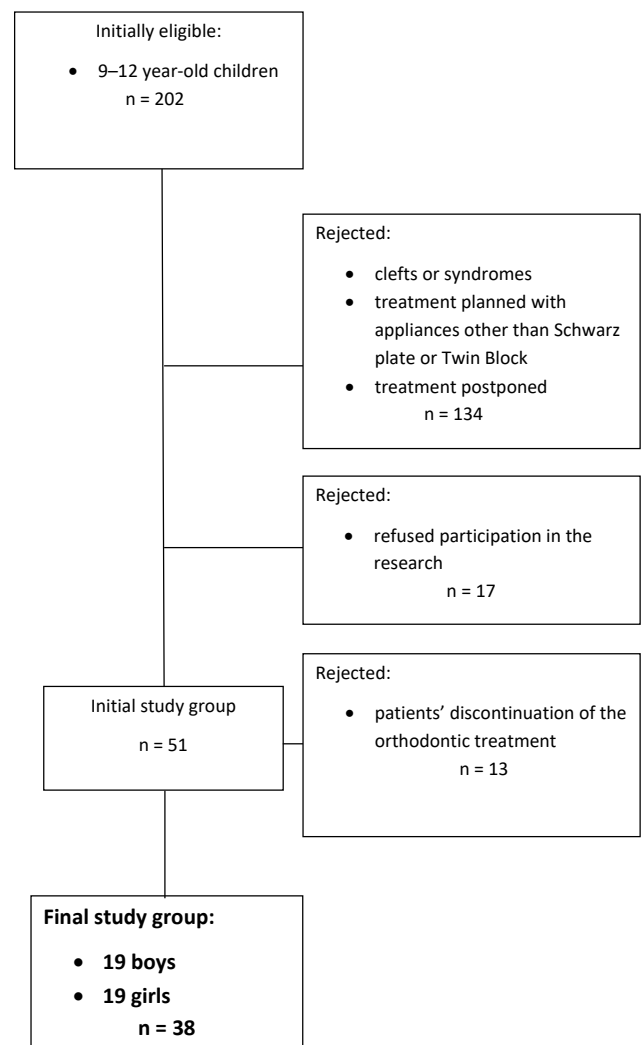 Initially eligible:
• 9–12 year-old children
n = 202
Rejected:
• clefts or syndromes
• treatment planned with
appliances other than Schwarz
plate or Twin Block
• treatment postponed
n = 134
Rejected:
• refused participation in the
research
n = 17
Initial study group
n = 51
Rejected:
• patients’ discontinuation of the
orthodontic treatment
n = 13
Final study group:
• 19 boys
• 19 girls
n = 38